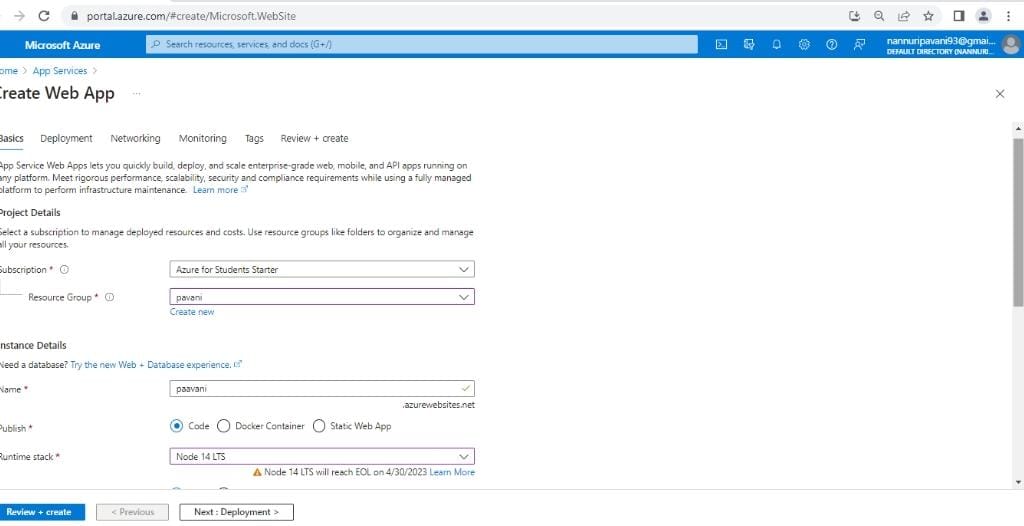 portal.azure.com/#create/Microsoft.WebSite
Microsoft Azure
Search resources, services, and docs (G+/)
nannuripavani93@gmai...
DEFAULT DIRECTORY (NANNURI...
ome > App Services >
Create Web App ...
Basics Deployment Networking Monitoring Tags Review + create
App Service Web Apps lets you quickly build, deploy, and scale enterprise-grade web, mobile, and API apps running on
any platform. Meet rigorous performance, scalability, security and compliance requirements while using a fully managed
platform to perform infrastructure maintenance. Learn more
Project Details
Select a subscription to manage deployed resources and costs. Use resource groups like folders to organize and manage
all your resources.
Subscription * Azure for Students Starter
Resource Group * pavani
Create new
Instance Details
Need a database? Try the new Web + Database experience.
Name * paavani
.azurewebsites.net
Publish * Code Docker Container Static Web App
Runtime stack * Node 14 LTS
Node 14 LTS will reach EOL on 4/30/2023 Learn More
Review + create < Previous Next : Deployment >